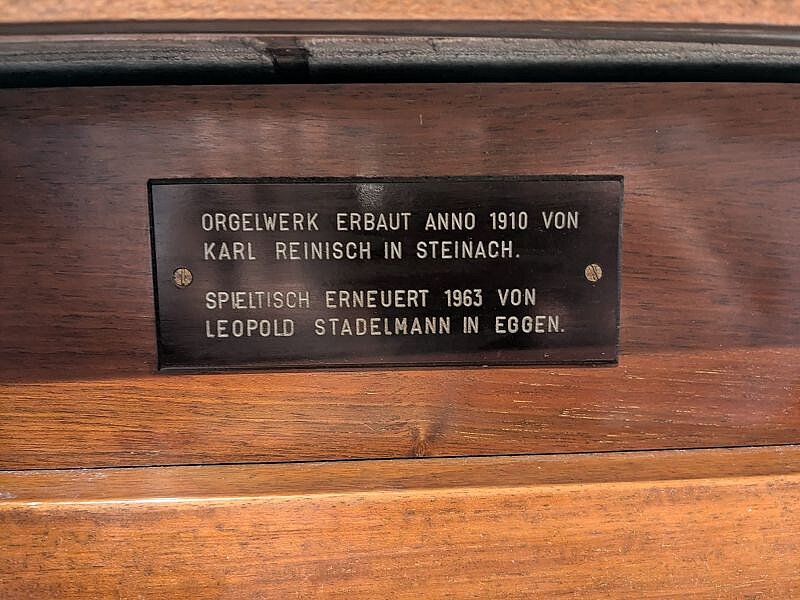 ORGELWERK ERBAUT ANNO 1910 VON
KARL REINISCH IN STEINACH.
SPIELTISCH ERNEUERT 1963 VON
LEOPOLD STADELMANN IN EGGEN.